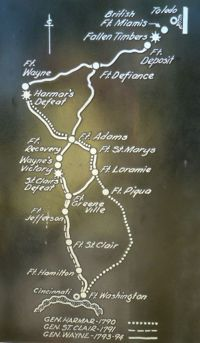 British
Ft. Miamis
Toledo
Fallen Timbers
Ft.
Deposit
Ft.
Wayne
Ft. Defiance
Harmar's
Defeat
Ft. Adams
Ft.
Recovery
Ft. St. Marys
Wayne's
Victory
Ft. Loramie
St. Clair's
Defeat
Ft. Piqua
Ft.
Greene
Ville
Ft.
Jefferson
Ft. St. Clair
Ft. Hamilton
Cincinnati
Ft. Washington
GEN. HARMAR-1790
GEN. ST. CLAIR-1791
GEN. WAYNE-1793-94